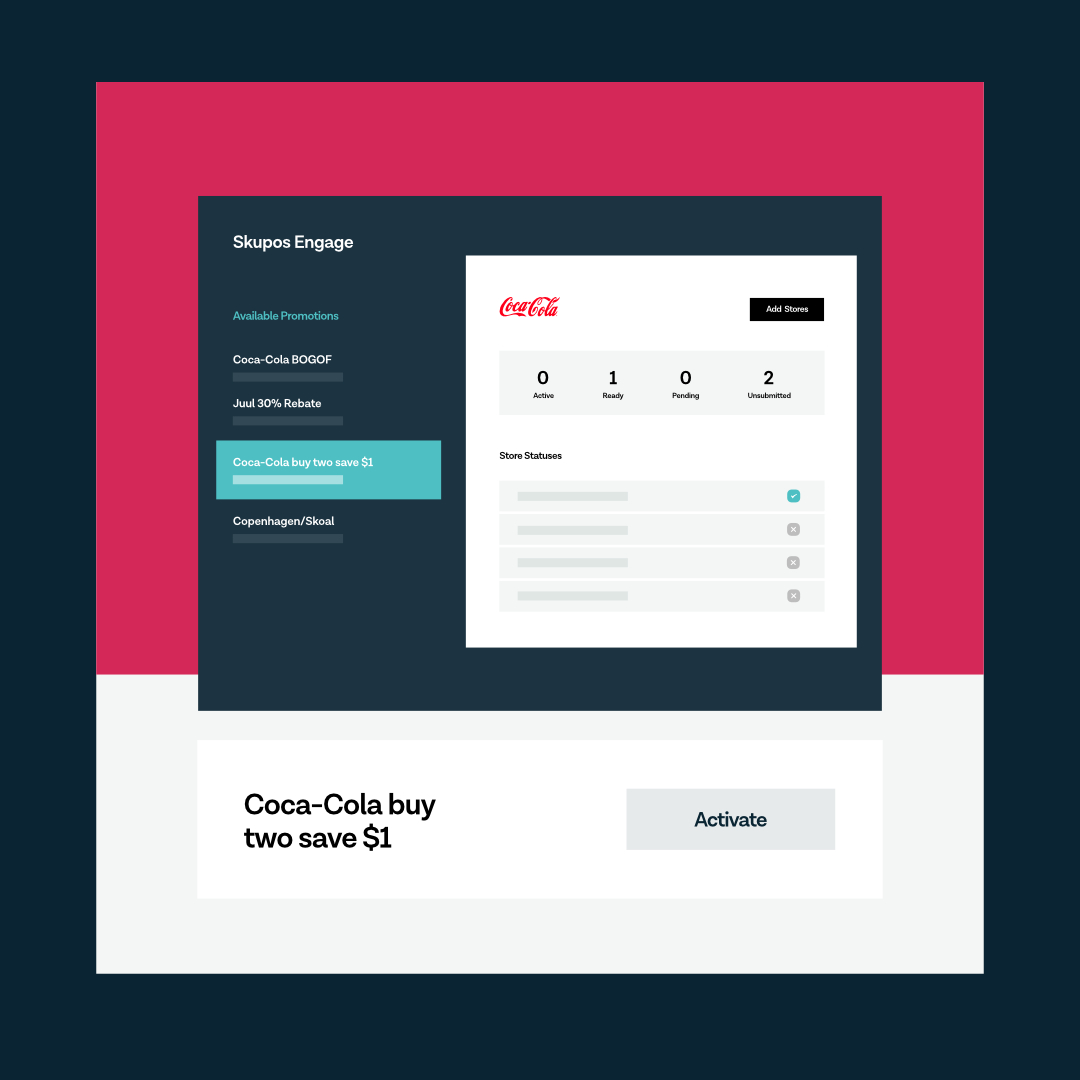 Skupos Engage
Available Promotions
Coca-Cola BOGOF
Juul 30% Rebate
Coca-Cola buy two save $1
Copenhagen/Skoal
Coca-Cola
Add Stores
0 1 0 2
Active Ready Pending Unsubmitted
Store Statuses
Coca-Cola buy
two save $1
Activate